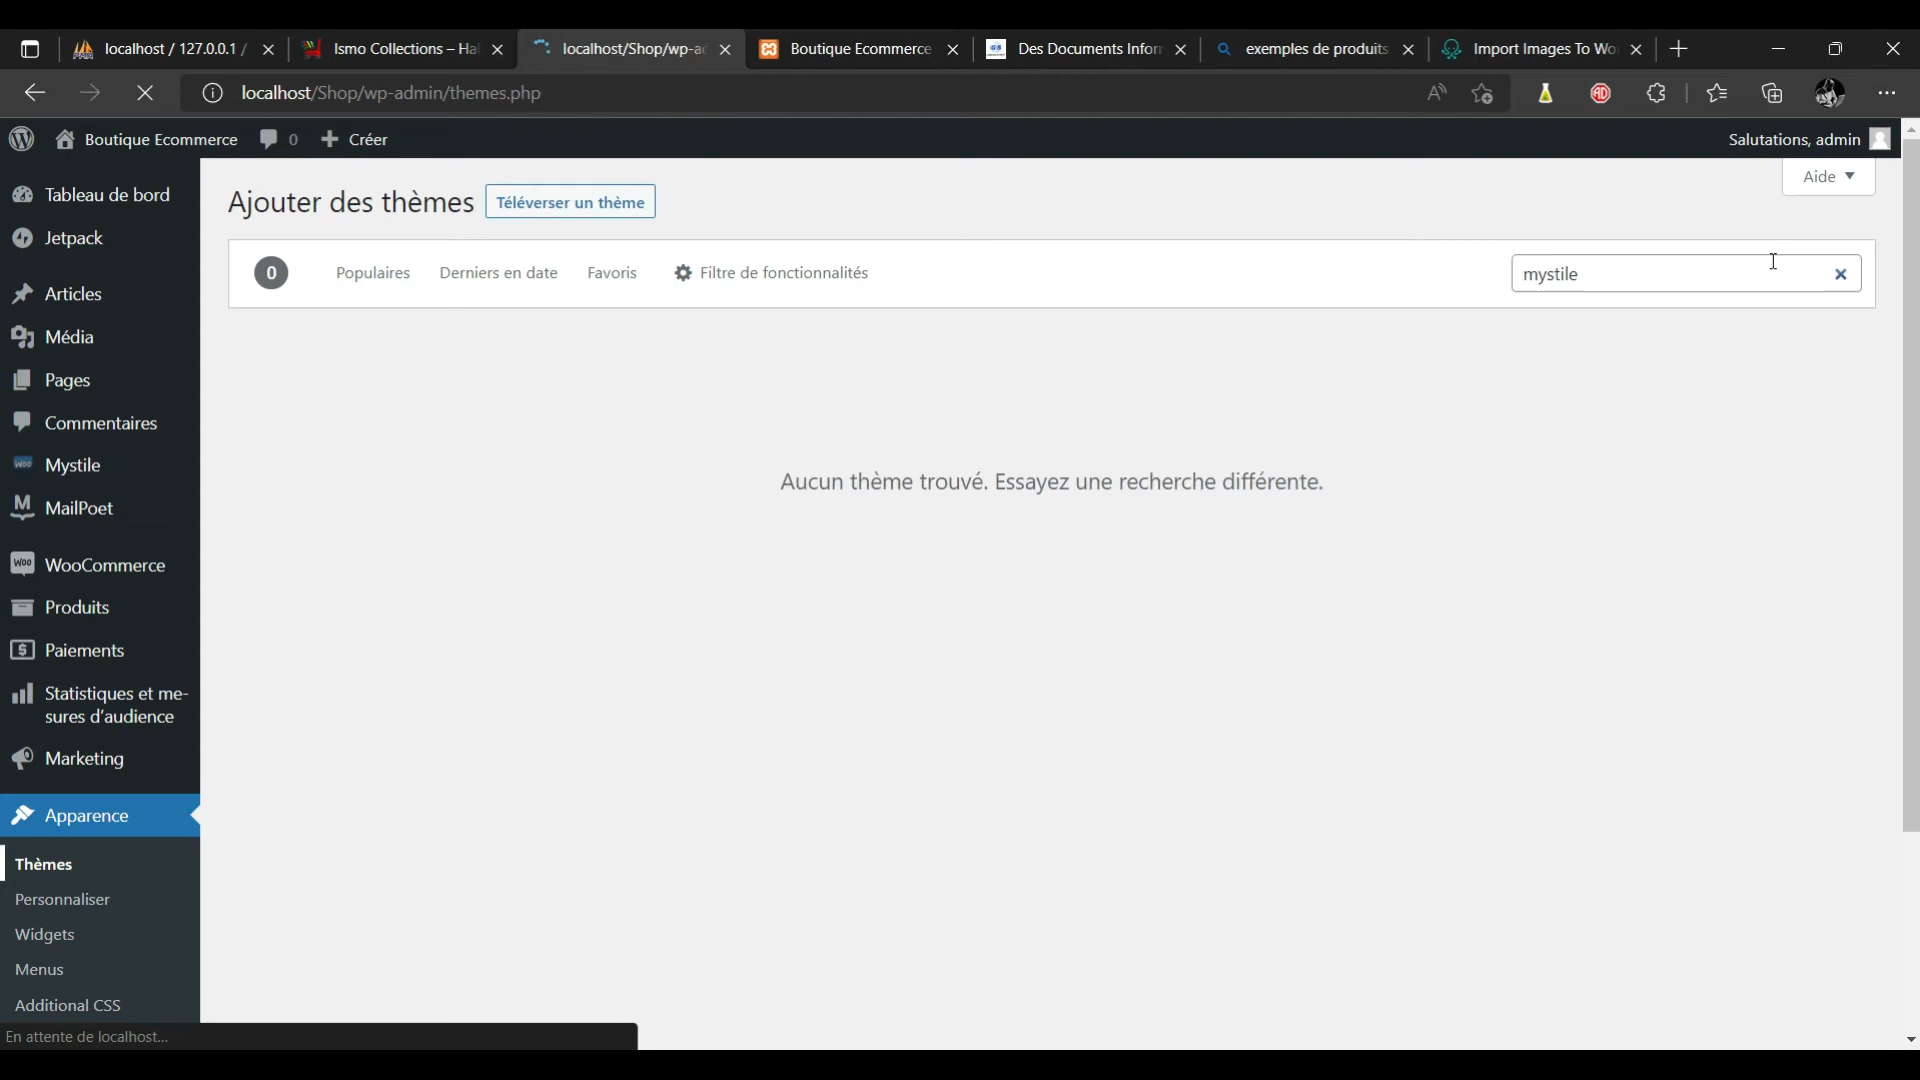 localhost / 127.0.0.1 /
Ismo Collections – Ha
localhost/Shop/wp-a
Boutique Ecommerce
Des Documents Infor
exemples de produits
Import Images To Wo
localhost/Shop/wp-admin/themes.php
Boutique Ecommerce
0
Créer
Salutations, admin
Tableau de bord
Jetpack
Articles
Média
Pages
Commentaires
Mystile
MailPoet
WooCommerce
Produits
Paiements
Statistiques et me-
sures d’audience
Marketing
Apparence
Thèmes
Personnaliser
Widgets
Menus
Additional CSS
En attente de localhost...
Aide
Ajouter des thèmes
Téléverser un thème
0
Populaires
Derniers en date
Favoris
Filtre de fonctionnalités
mystile
Aucun thème trouvé. Essayez une recherche différente.